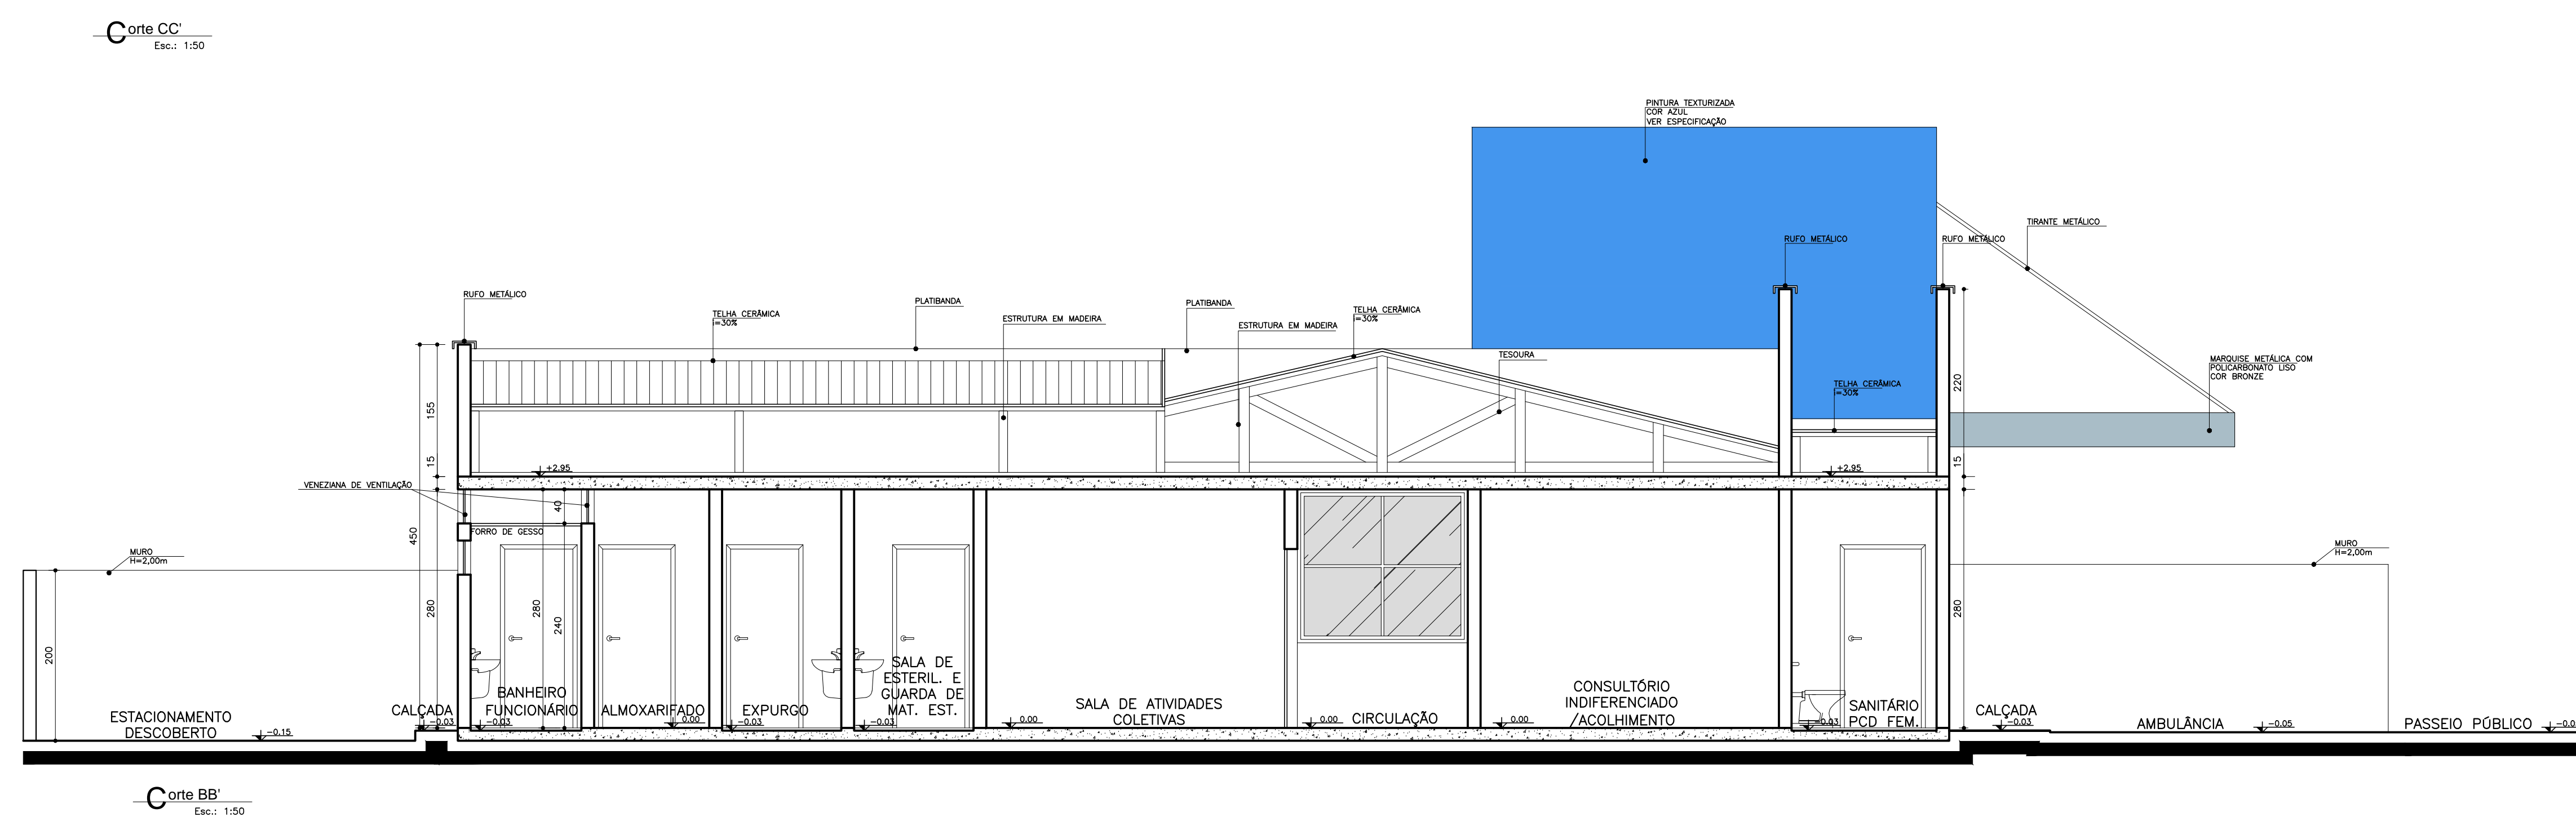 Corte CC'
Esc.: 1:50
PINTURA TEXTURIZADA
COR AZUL
VER ESPECIFICAÇÃO
TIRANTE METÁLICO
RUFO METÁLICO
RUFO METÁLICO
RUFO METÁLICO
PLATIBANDA
PLATIBANDA
TELHA CERÂMICA
i=30%
TELHA CERÂMICA
i=30%
ESTRUTURA EM MADEIRA
ESTRUTURA EM MADEIRA
TESOURA
MARQUISE METÁLICA COM
POLICARBONATO LISO
COR BRONZE
TELHA CERÂMICA
i=30%
155
220
15
15
+2,95
+2,95
VENEZIANA DE VENTILAÇÃO
40
450
FORRO DE GESSO
MURO
H=2,00m
MURO
H=2,00m
280
280
240
280
200
ESTACIONAMENTO
DESCOBERTO
-0.15
CALÇADA
-0.03
BANHEIRO
FUNCIONÁRIO
-0.03
ALMOXARIFADO
0.00
EXPURGO
-0.03
SALA DE
ESTERIL. E
GUARDA DE
MAT. EST.
-0.03
SALA DE ATIVIDADES
COLETIVAS
0.00
CIRCULAÇÃO
0.00
CONSULTÓRIO
INDIFERENCIADO
/ACOLHIMENTO
0.00
SANITÁRIO
PCD FEM.
-0.03
CALÇADA
-0.03
AMBULÂNCIA
-0.05
PASSEIO PÚBLICO
Corte BB'
Esc.: 1:50